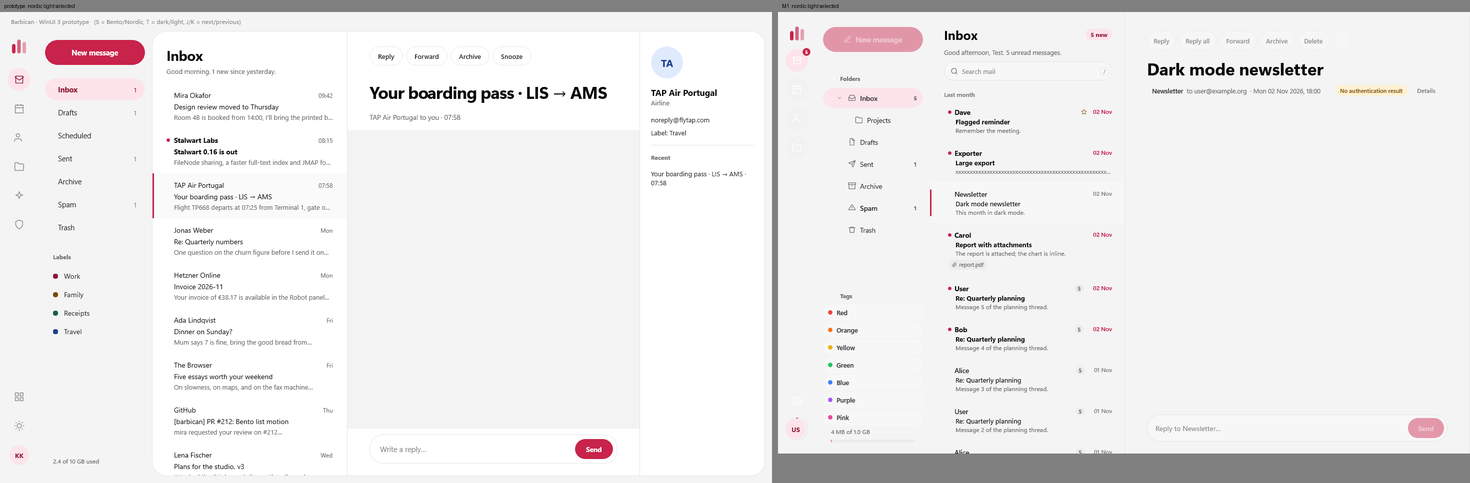 prototype nordic-light-selected
Barbican · WinUI 3 prototype (S = Bento/Nordic, T = dark/light, J/K = next/previous)
New message
Inbox 1
Drafts 1
Scheduled
Sent 1
Archive
Spam 1
Trash
Labels
Work
Family
Receipts
Travel
2.4 of 10 GB used
KK
Inbox
Good morning. 1 new since yesterday.
Mira Okafor 09:42
Design review moved to Thursday
Room 4B is booked from 14:00, I'll bring the printed b...
Stalwart Labs 08:15
Stalwart 0.16 is out
FileNode sharing, a faster full-text index and JMAP fo...
TAP Air Portugal 07:58
Your boarding pass · LIS → AMS
Flight TP668 departs at 07:25 from Terminal 1, gate o...
Jonas Weber Mon
Re: Quarterly numbers
One question on the churn figure before I send it on...
Hetzner Online Mon
Invoice 2026-11
Your invoice of €38.17 is available in the Robot panel...
Ada Lindqvist Fri
Dinner on Sunday?
Mum says 7 is fine, bring the good bread from...
The Browser Fri
Five essays worth your weekend
On slowness, on maps, and on the fax machine...
GitHub Thu
[barbican] PR #212: Bento list motion
mira requested your review on #212...
Lena Fischer Wed
Plans for the studio, v3
Reply Forward Archive Snooze
Your boarding pass · LIS → AMS
TAP Air Portugal to you · 07:58
Write a reply... Send
TA
TAP Air Portugal
Airline
noreply@flytap.com
Label: Travel
Recent
Your boarding pass · LIS → AMS ·
07:58
M1 nordic-light-selected
5
New message
Folders
Inbox 5
Projects
Drafts
Sent 1
Archive
Spam 1
Trash
Tags
Red
Orange
Yellow
Green
Blue
Purple
Pink
4 MB of 1.0 GB
US
Inbox 5 new
Good afternoon, Test. 5 unread messages.
Search mail /
Last month
Dave 02 Nov
Flagged reminder
Remember the meeting.
Exporter 02 Nov
Large export
Newsletter 02 Nov
Dark mode newsletter
This month in dark mode.
Carol 02 Nov
Report with attachments
The report is attached; the chart is inline.
report.pdf
User 5 02 Nov
Re: Quarterly planning
Message 5 of the planning thread.
Bob 5 02 Nov
Re: Quarterly planning
Message 4 of the planning thread.
Alice 5 01 Nov
Re: Quarterly planning
Message 3 of the planning thread.
User 5 01 Nov
Re: Quarterly planning
Message 2 of the planning thread.
Alice 5 01 Nov
Reply Reply all Forward Archive Delete
Dark mode newsletter
Newsletter to user@example.org · Mon 02 Nov 2026, 18:00 No authentication result Details
Reply to Newsletter... Send